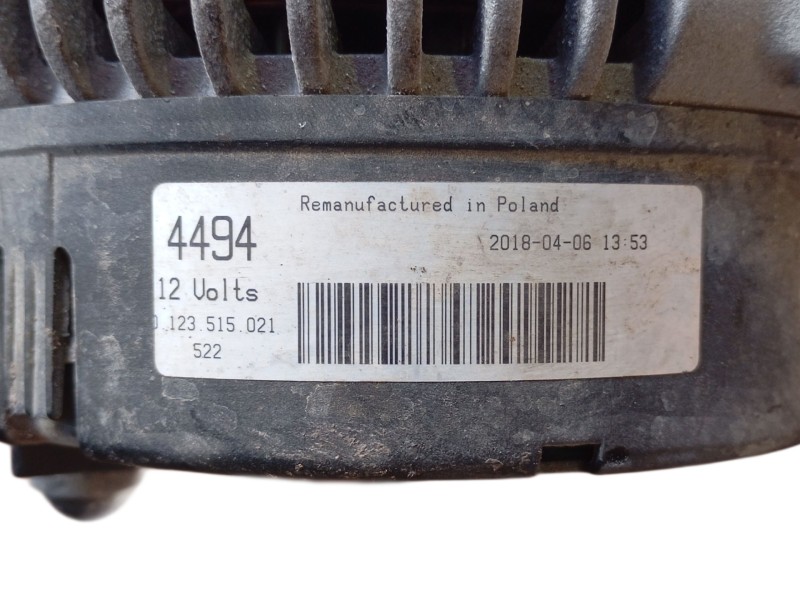 Remanufactured in Poland
4494
2018-04-06 13:53
12 Volts
0.123.515.021
522